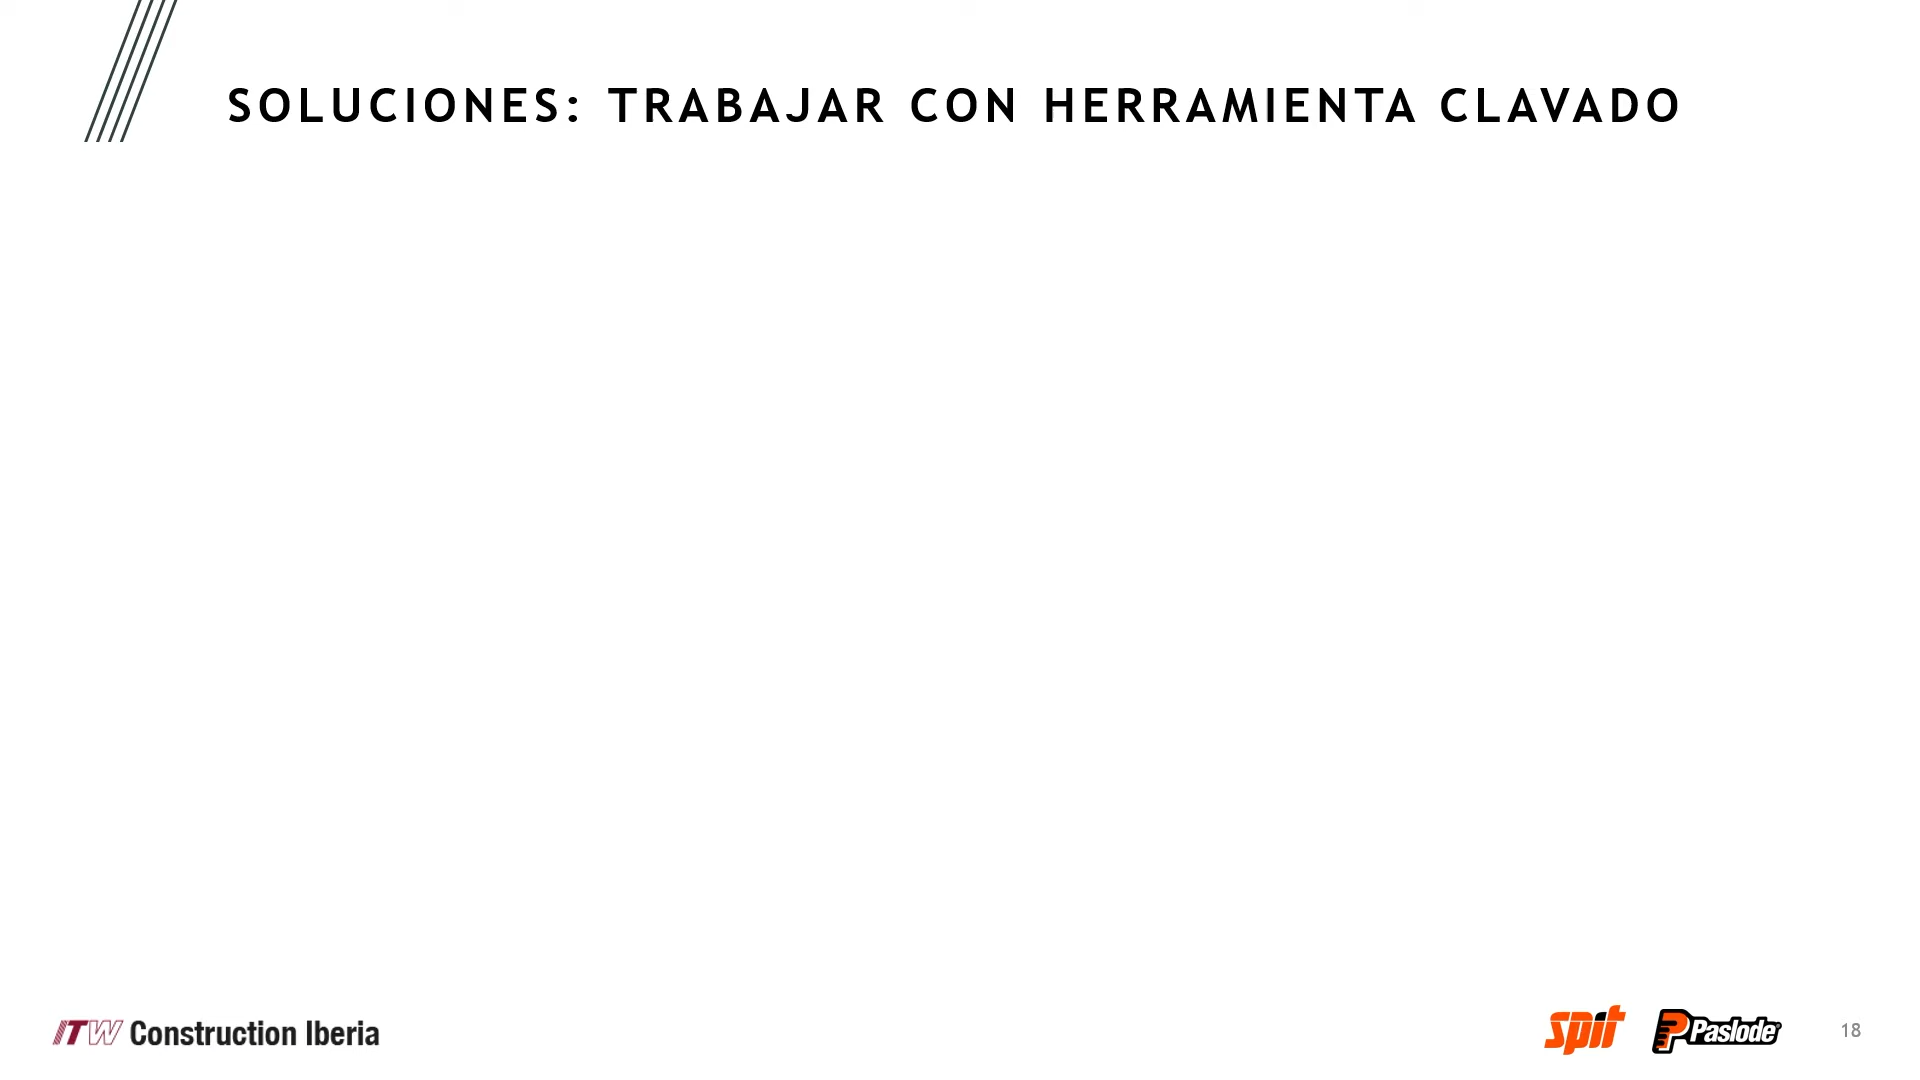 SOLUCIONES: TRABAJAR CON HERRAMIENTA CLAVADO
ITW Construction Iberia
spit
Paslode
18